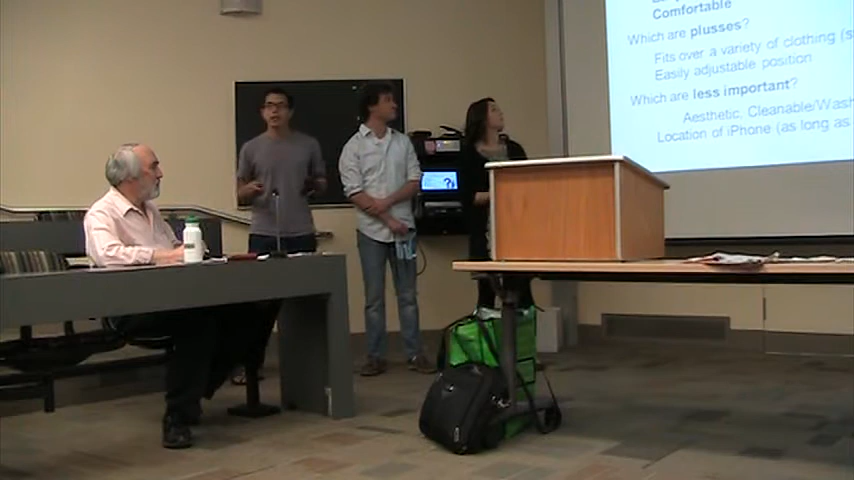 Comfortable
Which are plusses?
Fits over a variety of clothing (s
Easily adjustable position
Which are less important?
Aesthetic, Cleanable/Wash
Location of iPhone (as long as